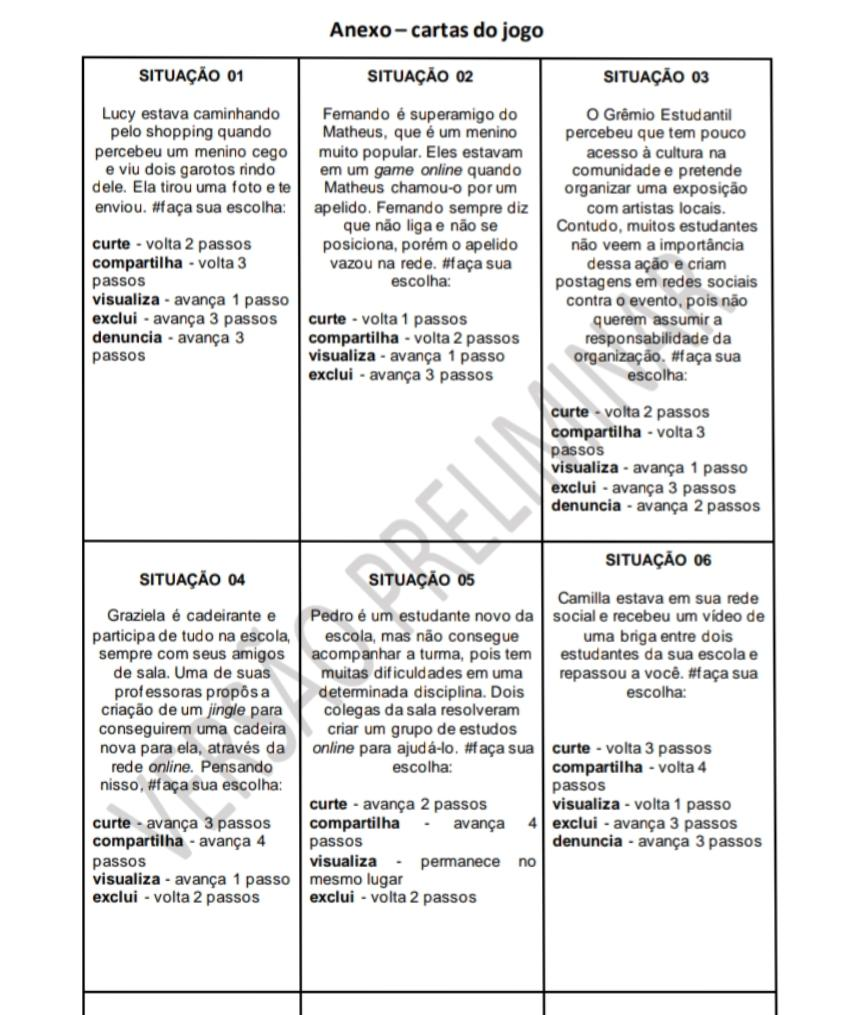 Anexo – cartas do jogo
SITUAÇÃO 01
Lucy estava caminhando
pelo shopping quando
percebeu um menino cego
e viu dois garotos rindo
dele. Ela tirou uma foto e te
enviou. #faça sua escolha:
curte - volta 2 passos
compartilha - volta 3
passos
visualiza - avança 1 passo
exclui - avança 3 passos
denuncia - avança 3
passos
SITUAÇÃO 02
Fernando é superamigo do
Matheus, que é um menino
muito popular. Eles estavam
em um game online quando
Matheus chamou-o por um
apelido. Fernando sempre diz
que não liga e não se
posiciona, porém o apelido
vazou na rede. #faça sua
escolha:
curte - volta 1 passos
compartilha - volta 2 passos
visualiza - avança 1 passo
exclui - avança 3 passos
SITUAÇÃO 03
O Grêmio Estudantil
percebeu que tem pouco
acesso à cultura na
comunidade e pretende
organizar uma exposição
com artistas locais.
Contudo, muitos estudantes
não veem a importância
dessa ação e criam
postagens em redes sociais
contra o evento, pois não
querem assumir a
responsabilidade da
organização. #faça sua
escolha:
curte - volta 2 passos
compartilha - volta 3
passos
visualiza - avança 1 passo
exclui - avança 3 passos
denuncia - avança 2 passos
SITUAÇÃO 04
Graziela é cadeirante e
participa de tudo na escola,
sempre com seus amigos
de sala. Uma de suas
professoras propôs a
criação de um jingle para
conseguirem uma cadeira
nova para ela, através da
rede online. Pensando
nisso, #faça sua escolha:
curte - avança 3 passos
compartilha - avança 4
passos
visualiza - avança 1 passo
exclui - volta 2 passos
SITUAÇÃO 05
Pedro é um estudante novo da
escola, mas não consegue
acompanhar a turma, pois tem
muitas dificuldades em uma
determinada disciplina. Dois
colegas da sala resolveram
criar um grupo de estudos
online para ajudá-lo. #faça sua
escolha:
curte - avança 2 passos
compartilha - avança 4
passos
visualiza - permanece no
mesmo lugar
exclui - volta 2 passos
SITUAÇÃO 06
Camilla estava em sua rede
social e recebeu um vídeo de
uma briga entre dois
estudantes da sua escola e
repassou a você. #faça sua
escolha:
curte - volta 3 passos
compartilha - volta 4
passos
visualiza - volta 1 passo
exclui - avança 3 passos
denuncia - avança 3 passos
VERSÃO PRELIMINAR